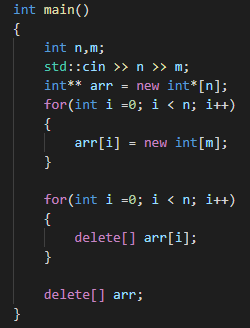 int main()
{
    int n,m;
    std::cin >> n >> m;
    int** arr = new int*[n];
    for(int i =0; i < n; i++)
    {
        arr[i] = new int[m];
    }

    for(int i =0; i < n; i++)
    {
        delete[] arr[i];
    }

    delete[] arr;
}